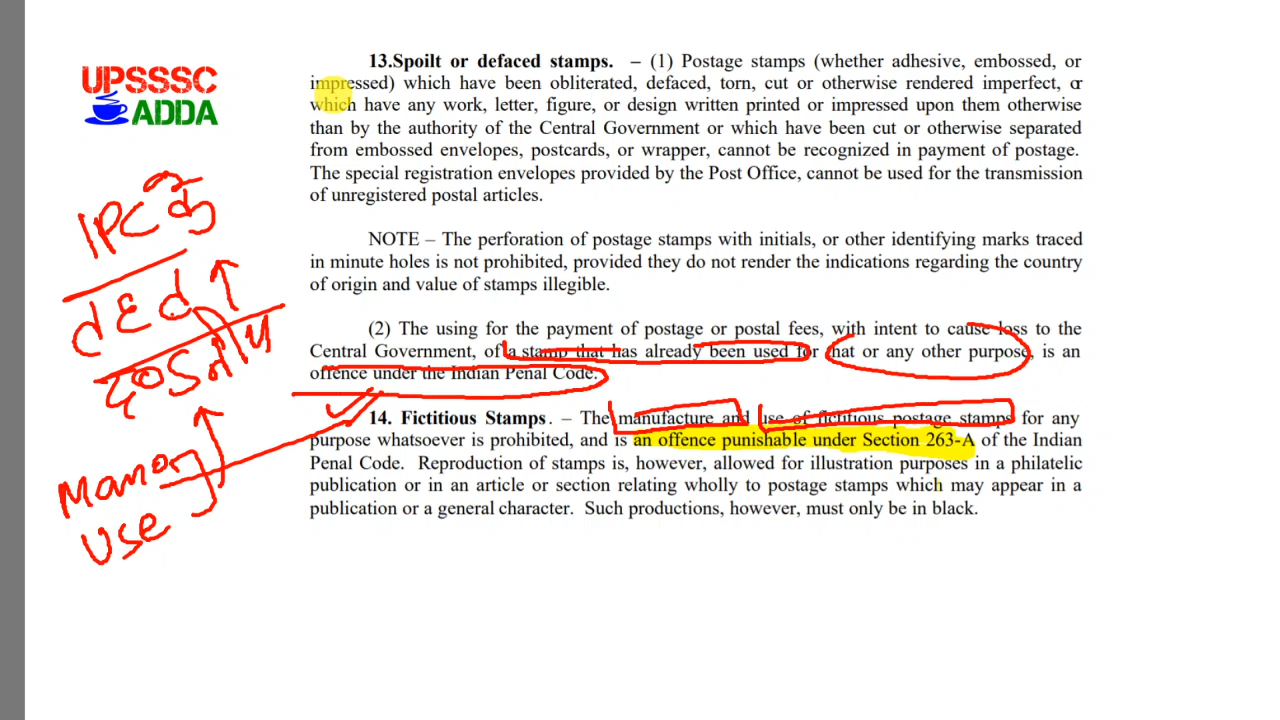 UPSSSC
ADDA
13.Spoilt or defaced stamps. – (1) Postage stamps (whether adhesive, embossed, or
impressed) which have been obliterated, defaced, torn, cut or otherwise rendered imperfect, or
which have any work, letter, figure, or design written printed or impressed upon them otherwise
than by the authority of the Central Government or which have been cut or otherwise separated
from embossed envelopes, postcards, or wrapper, cannot be recognized in payment of postage.
The special registration envelopes provided by the Post Office, cannot be used for the transmission
of unregistered postal articles.
NOTE – The perforation of postage stamps with initials, or other identifying marks traced
in minute holes is not prohibited, provided they do not render the indications regarding the country
of origin and value of stamps illegible.
(2) The using for the payment of postage or postal fees, with intent to cause loss to the
Central Government, of a stamp that has already been used for that or any other purpose, is an
offence under the Indian Penal Code.
14. Fictitious Stamps. – The manufacture and use of fictitious postage stamps for any
purpose whatsoever is prohibited, and is an offence punishable under Section 263-A of the Indian
Penal Code. Reproduction of stamps is, however, allowed for illustration purposes in a philatelic
publication or in an article or section relating wholly to postage stamps which may appear in a
publication or a general character. Such productions, however, must only be in black.
IPC
use